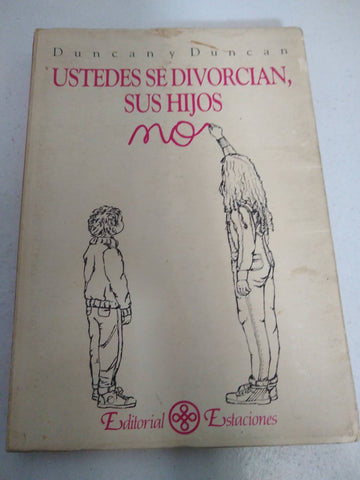 Duncan y Duncan
USTEDES SE DIVORCIAN,
SUS HIJOS
no
Editorial Estaciones